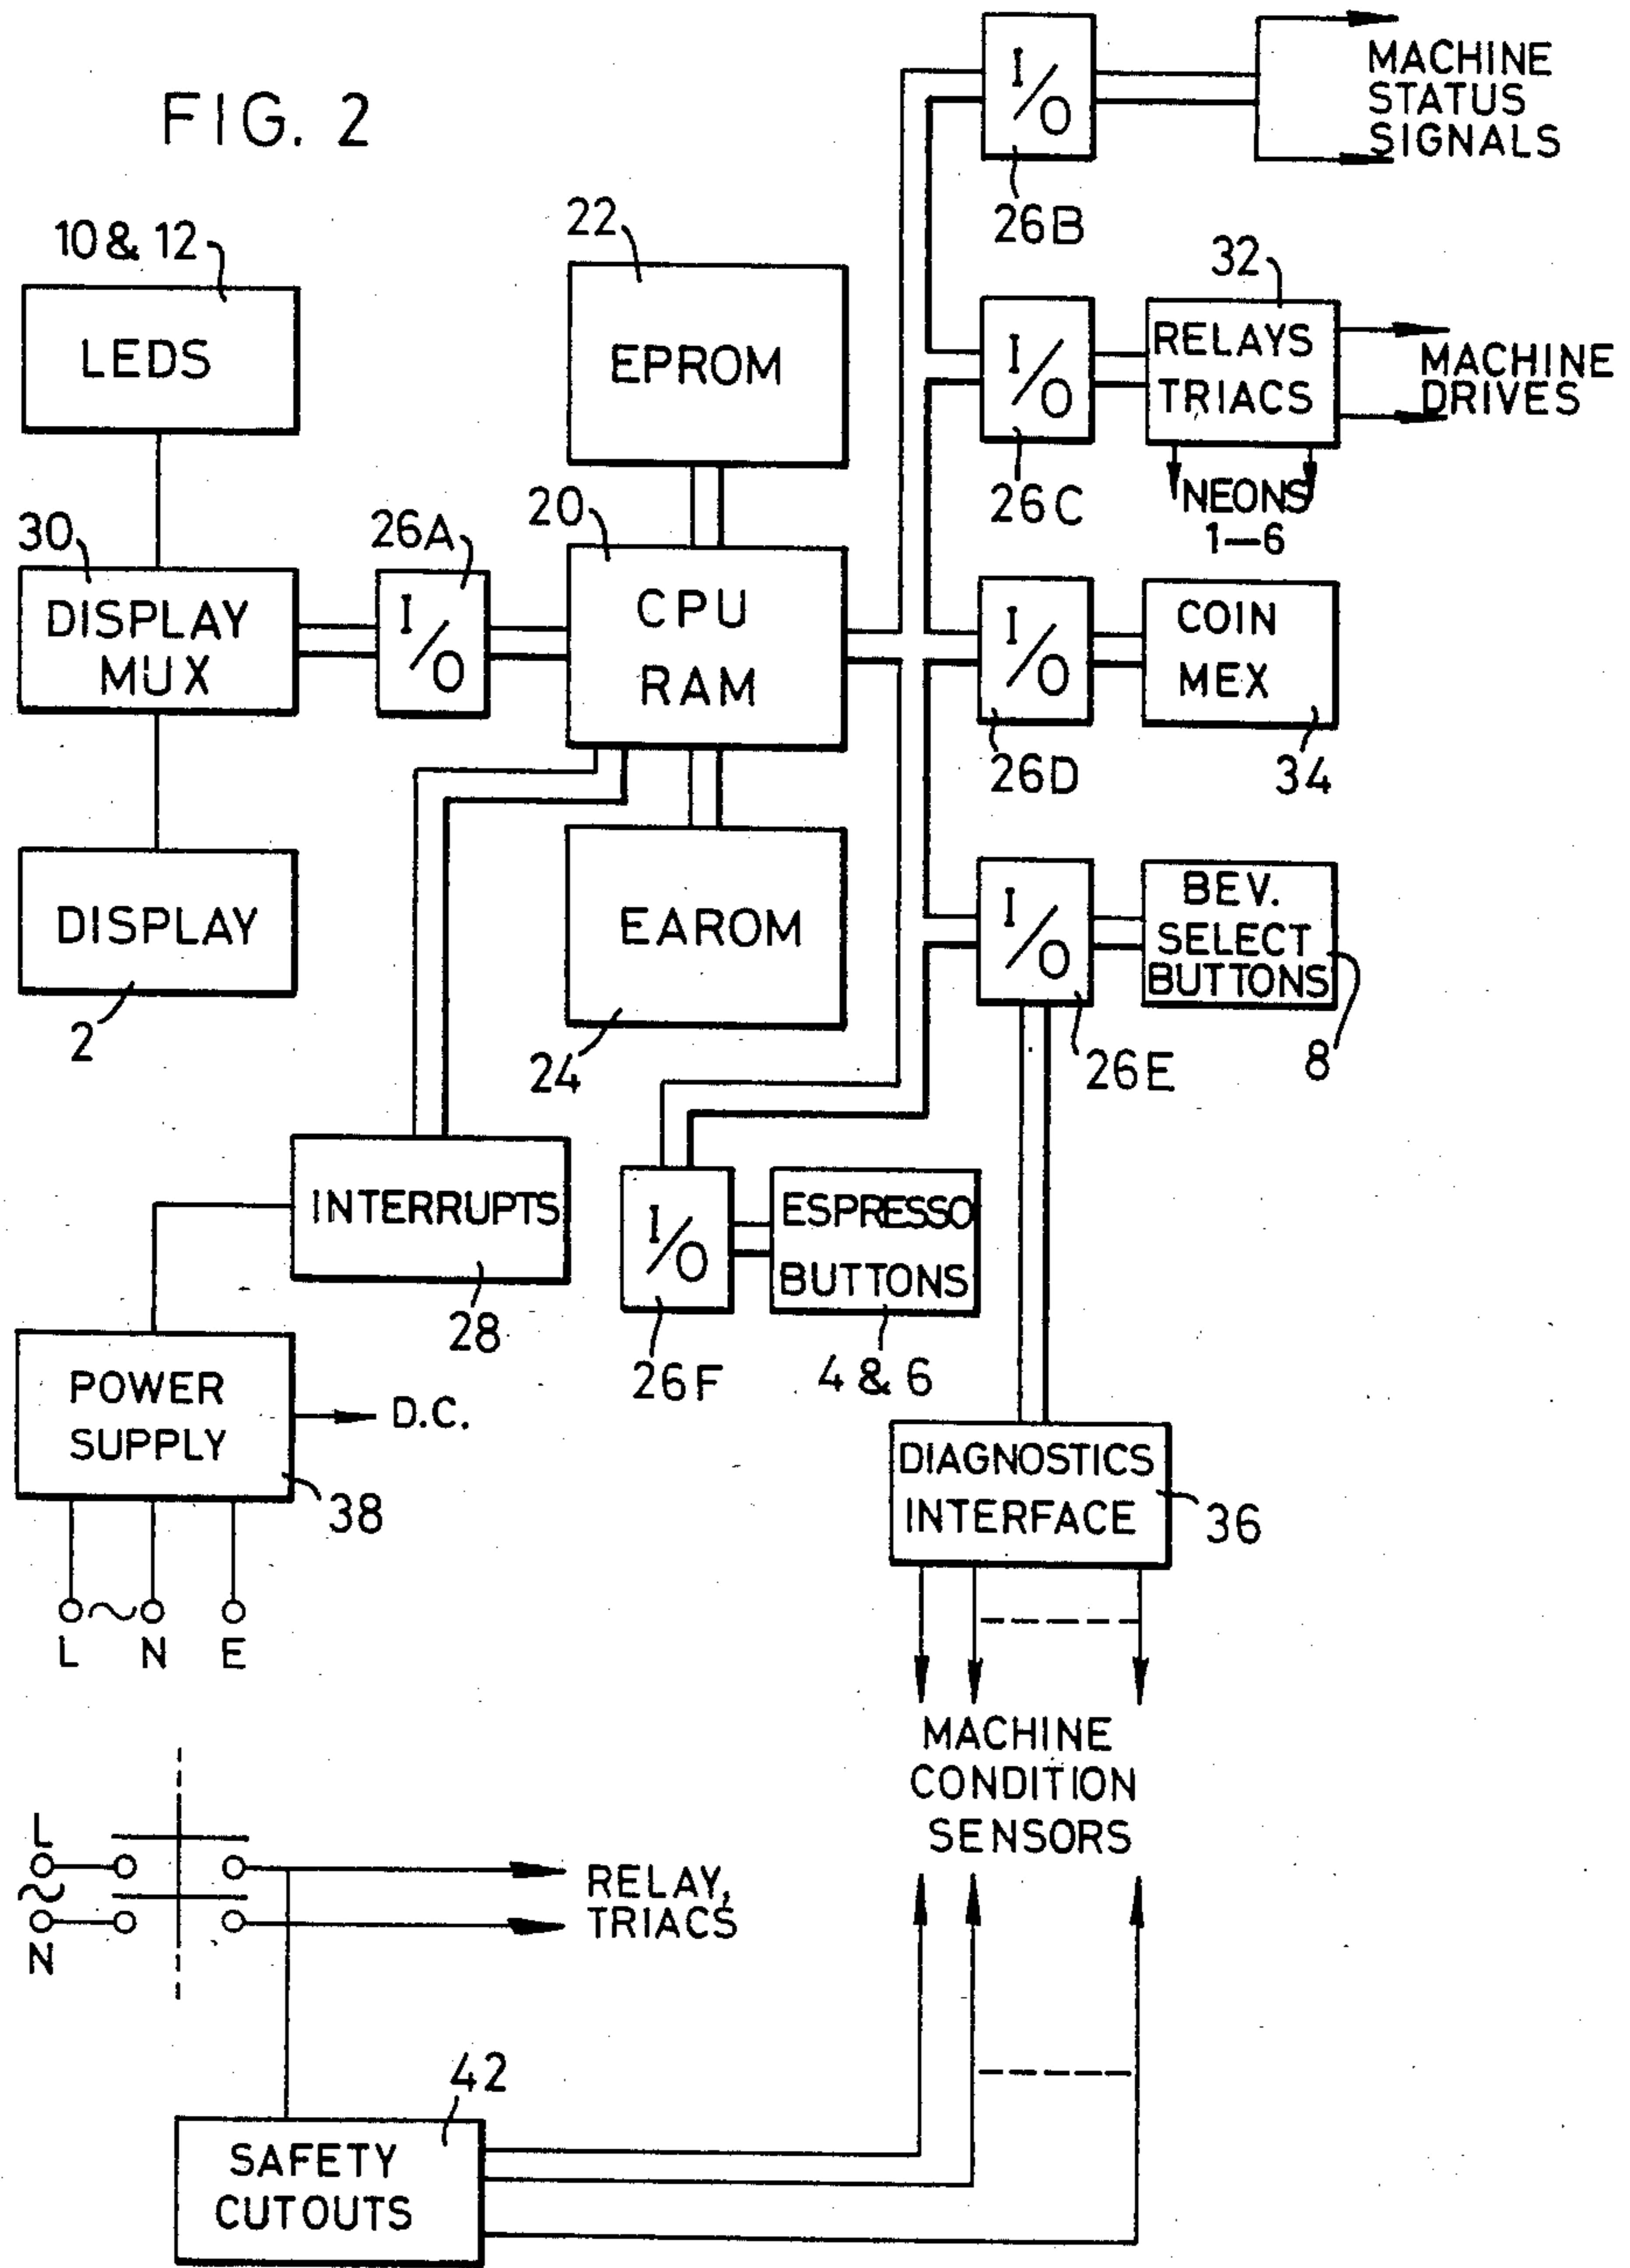 FIG. 2
I/O
26B
MACHINE
STATUS
SIGNALS
10 & 12
LEDS
22
EPROM
I/O
26C
32
RELAYS
TRIACS
MACHINE
DRIVES
NEONS
1—6
30
DISPLAY
MUX
26A
I/O
20
CPU
RAM
I/O
26D
COIN
MEX
34
DISPLAY
2
EAROM
24
I/O
26E
BEV.
SELECT
BUTTONS
8
INTERRUPTS
28
I/O
26F
ESPRESSO
BUTTONS
4 & 6
POWER
SUPPLY
38
D.C.
L
N
E
DIAGNOSTICS
INTERFACE
36
MACHINE
CONDITION
SENSORS
L
N
RELAY,
TRIACS
42
SAFETY
CUTOUTS